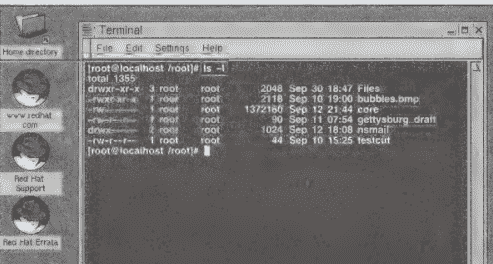 Terminal
File Edit Settings Help
Home directory
[root@localhost /root]# ls -l
total 1355
drwxr-xr-x 3 root root 2048 Sep 30 18:47 Files
-rwxr-xr-x 1 root root 2118 Sep 10 19:00 bubbles.bmp
-rw------- 1 root root 1372160 Sep 12 21:44 core
-rw-r--r-- 1 root root 90 Sep 11 07:54 gettysburg_draft
drwx------ 2 root root 1024 Sep 12 18:08 nsmail
-rw-r--r-- 1 root root 44 Sep 10 15:25 testcut
[root@localhost /root]#
www.redhat
com
Red Hat
Support
Red Hat Errata